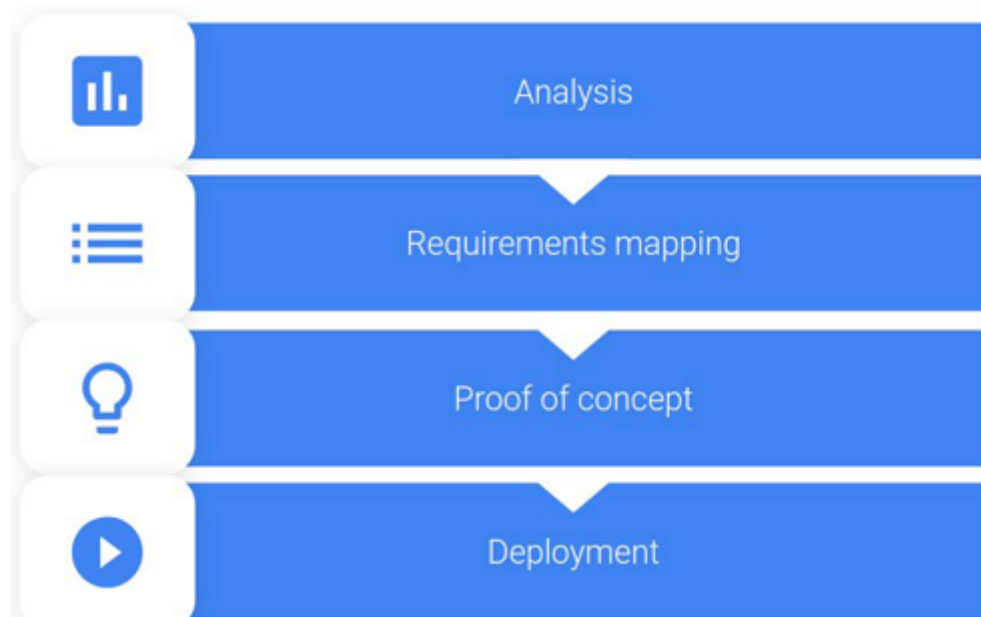 Analysis
Requirements mapping
Proof of concept
Deployment